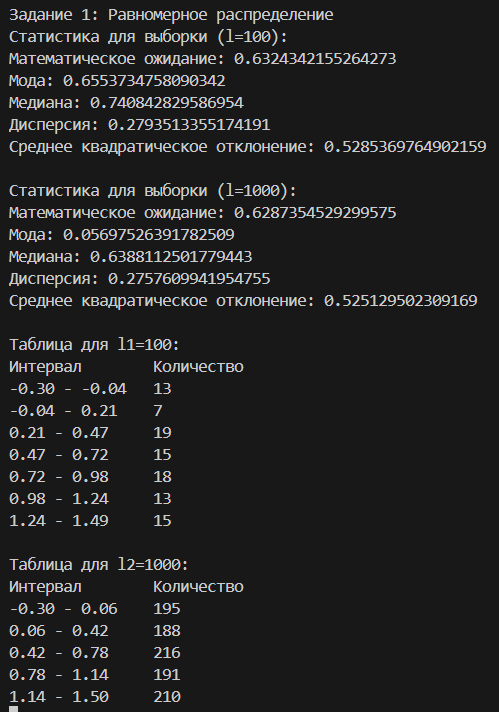 Задание 1: Равномерное распределение
Статистика для выборки (l=100):
Математическое ожидание: 0.6324342155264273
Мода: 0.6553734758090342
Медиана: 0.740842829586954
Дисперсия: 0.2793513355174191
Среднее квадратическое отклонение: 0.5285369764902159
Статистика для выборки (l=1000):
Математическое ожидание: 0.6287354529299575
Мода: 0.05697526391782509
Медиана: 0.6388112501779443
Дисперсия: 0.2757609941954755
Среднее квадратическое отклонение: 0.525129502309169
Таблица для l1=100:
Интервал Количество
-0.30 - -0.04 13
-0.04 - 0.21 7
0.21 - 0.47 19
0.47 - 0.72 15
0.72 - 0.98 18
0.98 - 1.24 13
1.24 - 1.49 15
Таблица для l2=1000:
Интервал Количество
-0.30 - 0.06 195
0.06 - 0.42 188
0.42 - 0.78 216
0.78 - 1.14 191
1.14 - 1.50 210